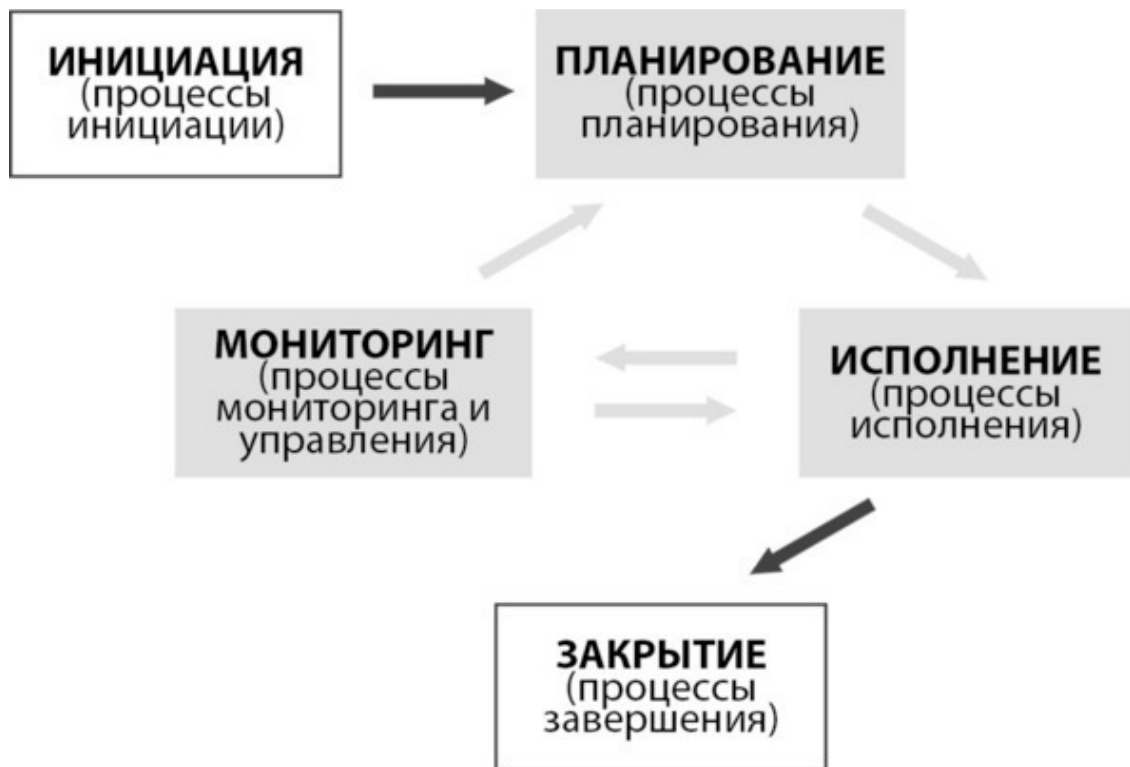 ИНИЦИАЦИЯ
(процессы
инициации)
ПЛАНИРОВАНИЕ
(процессы
планирования)
МОНИТОРИНГ
(процессы
мониторинга и
управления)
ИСПОЛНЕНИЕ
(процессы
исполнения)
ЗАКРЫТИЕ
(процессы
завершения)